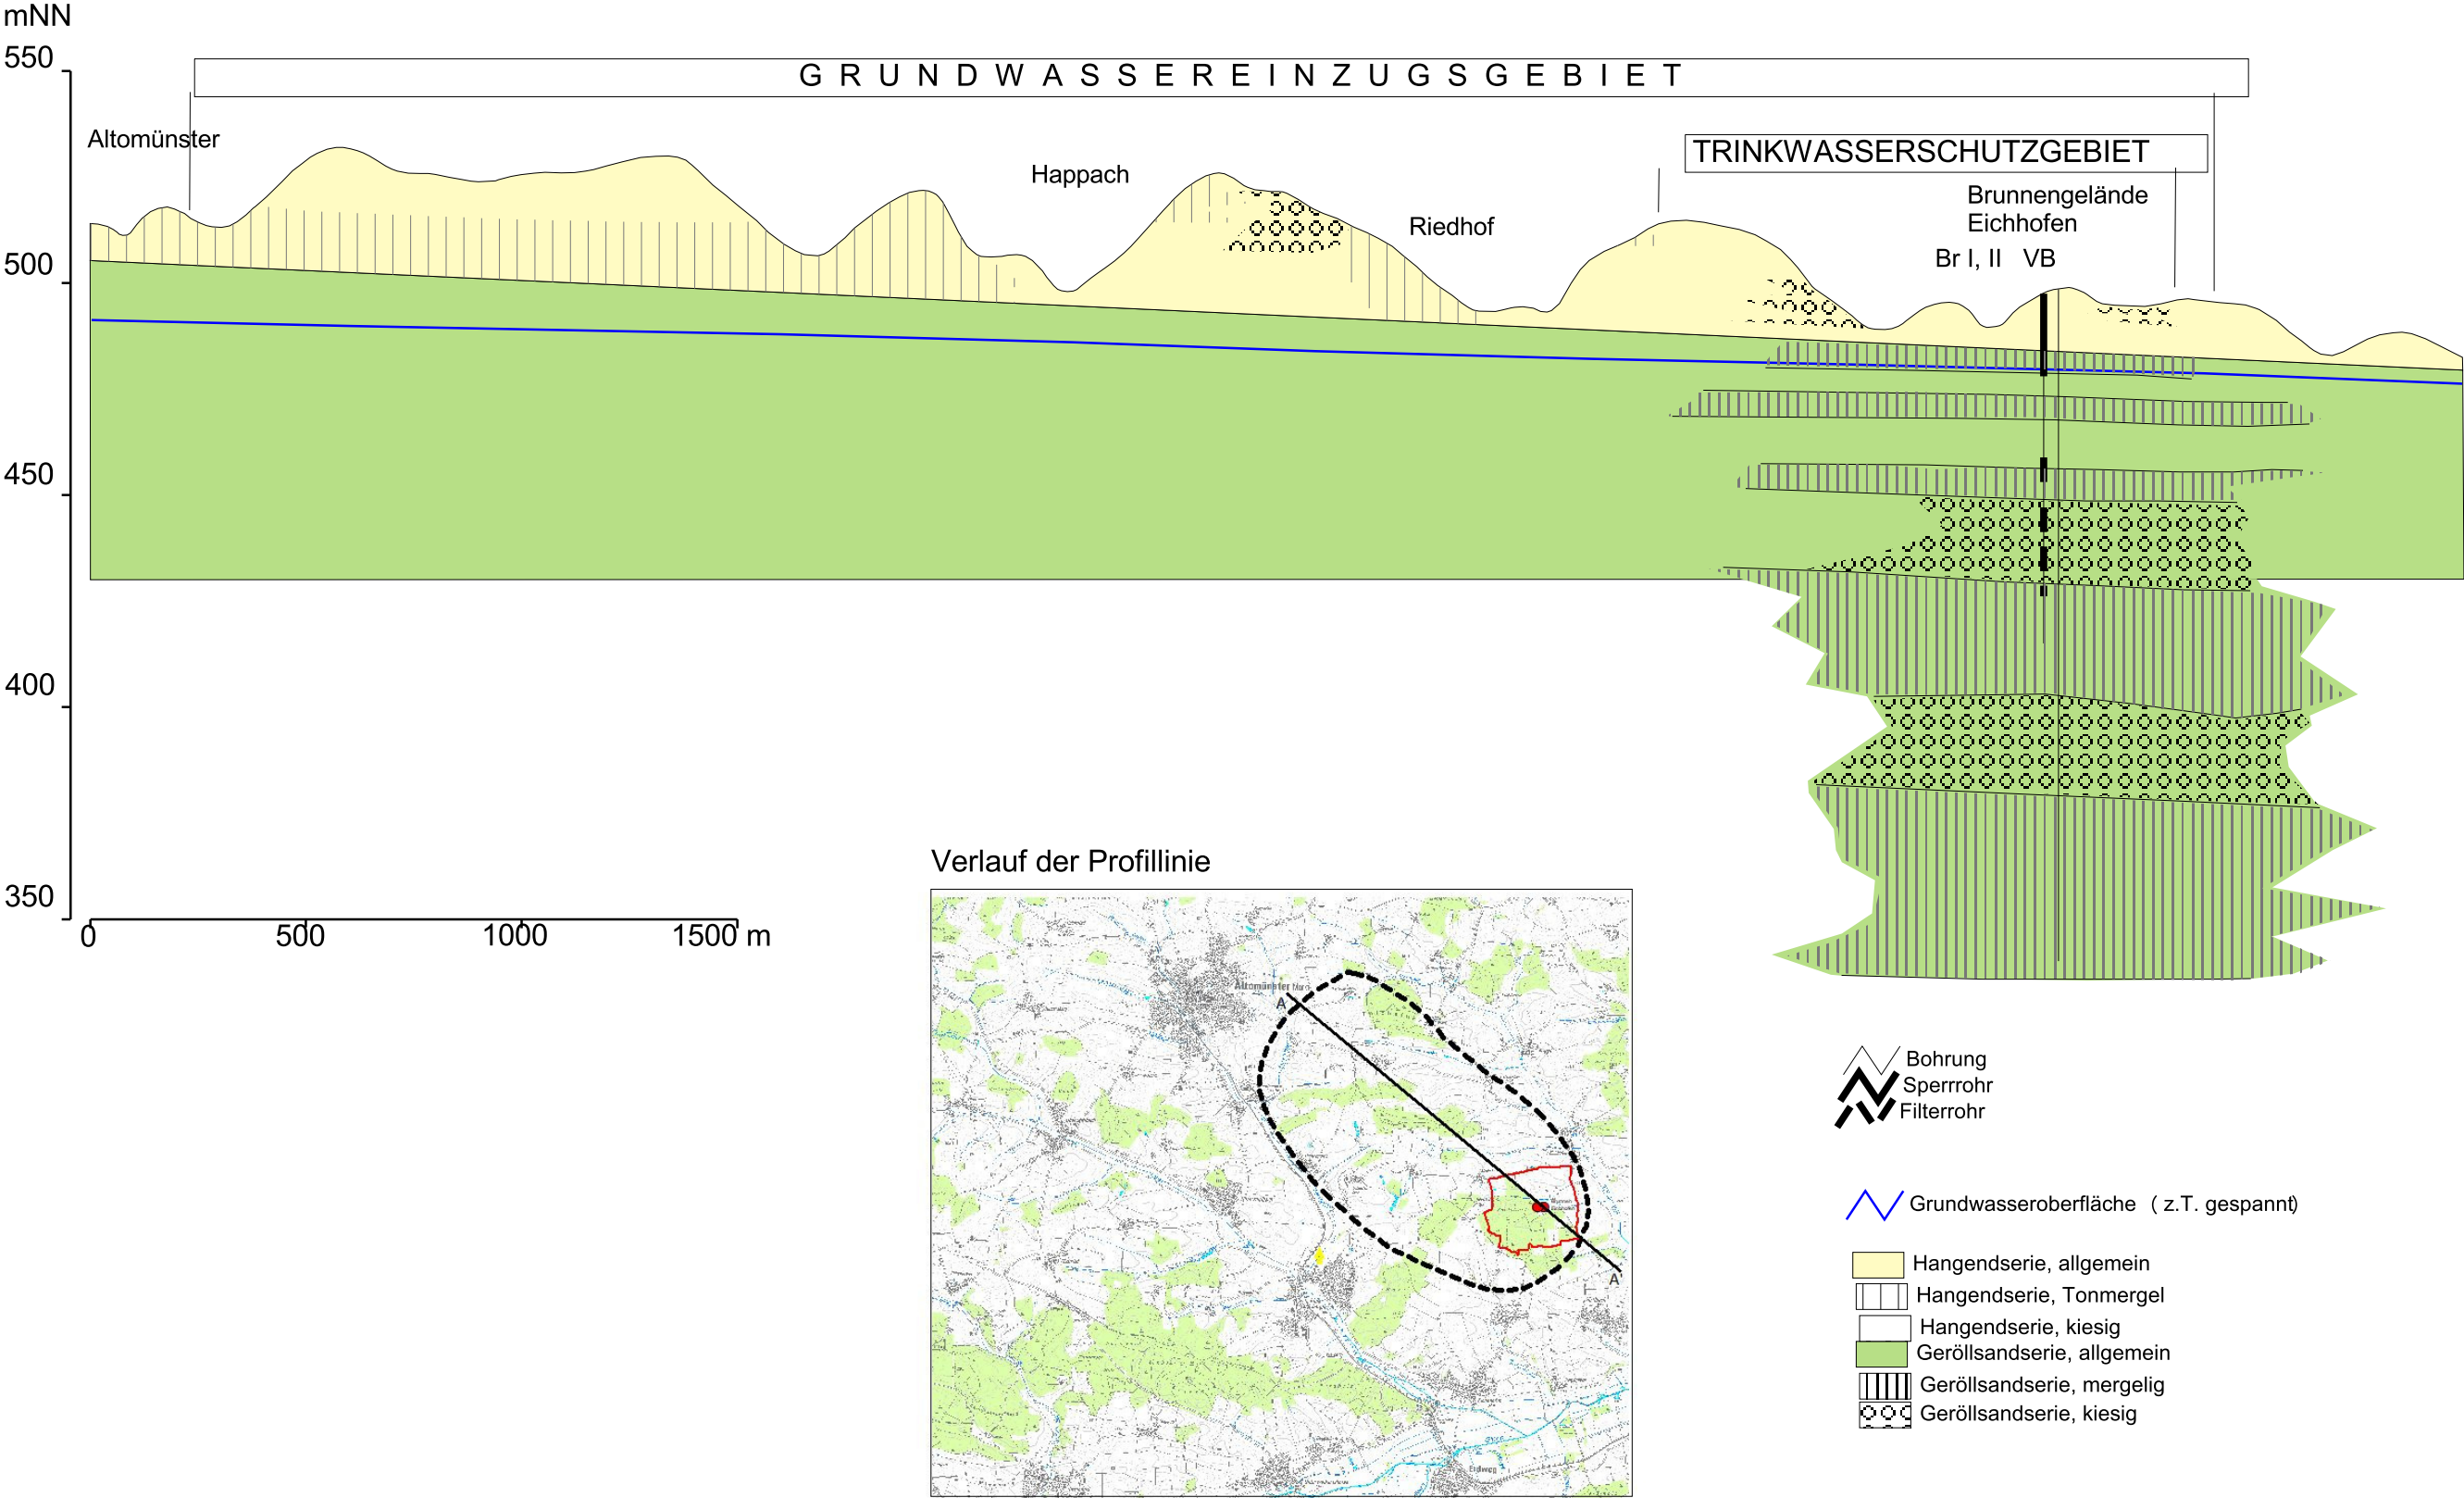 mNN
550
GRUNDWASSEREINZUGSGEBIET
Altomünster
TRINKWASSERSCHUTZGEBIET
Happach
Brunnengelände
Eichhofen
Riedhof
Br I, II VB
500
450
400
350
0 500 1000 1500 m
Verlauf der Profillinie
Altomünster
A
A'
Erdweg
Bohrung
Sperrrohr
Filterrohr
Grundwasseroberfläche ( z.T. gespannt)
Hangendserie, allgemein
Hangendserie, Tonmergel
Hangendserie, kiesig
Geröllsandserie, allgemein
Geröllsandserie, mergelig
Geröllsandserie, kiesig